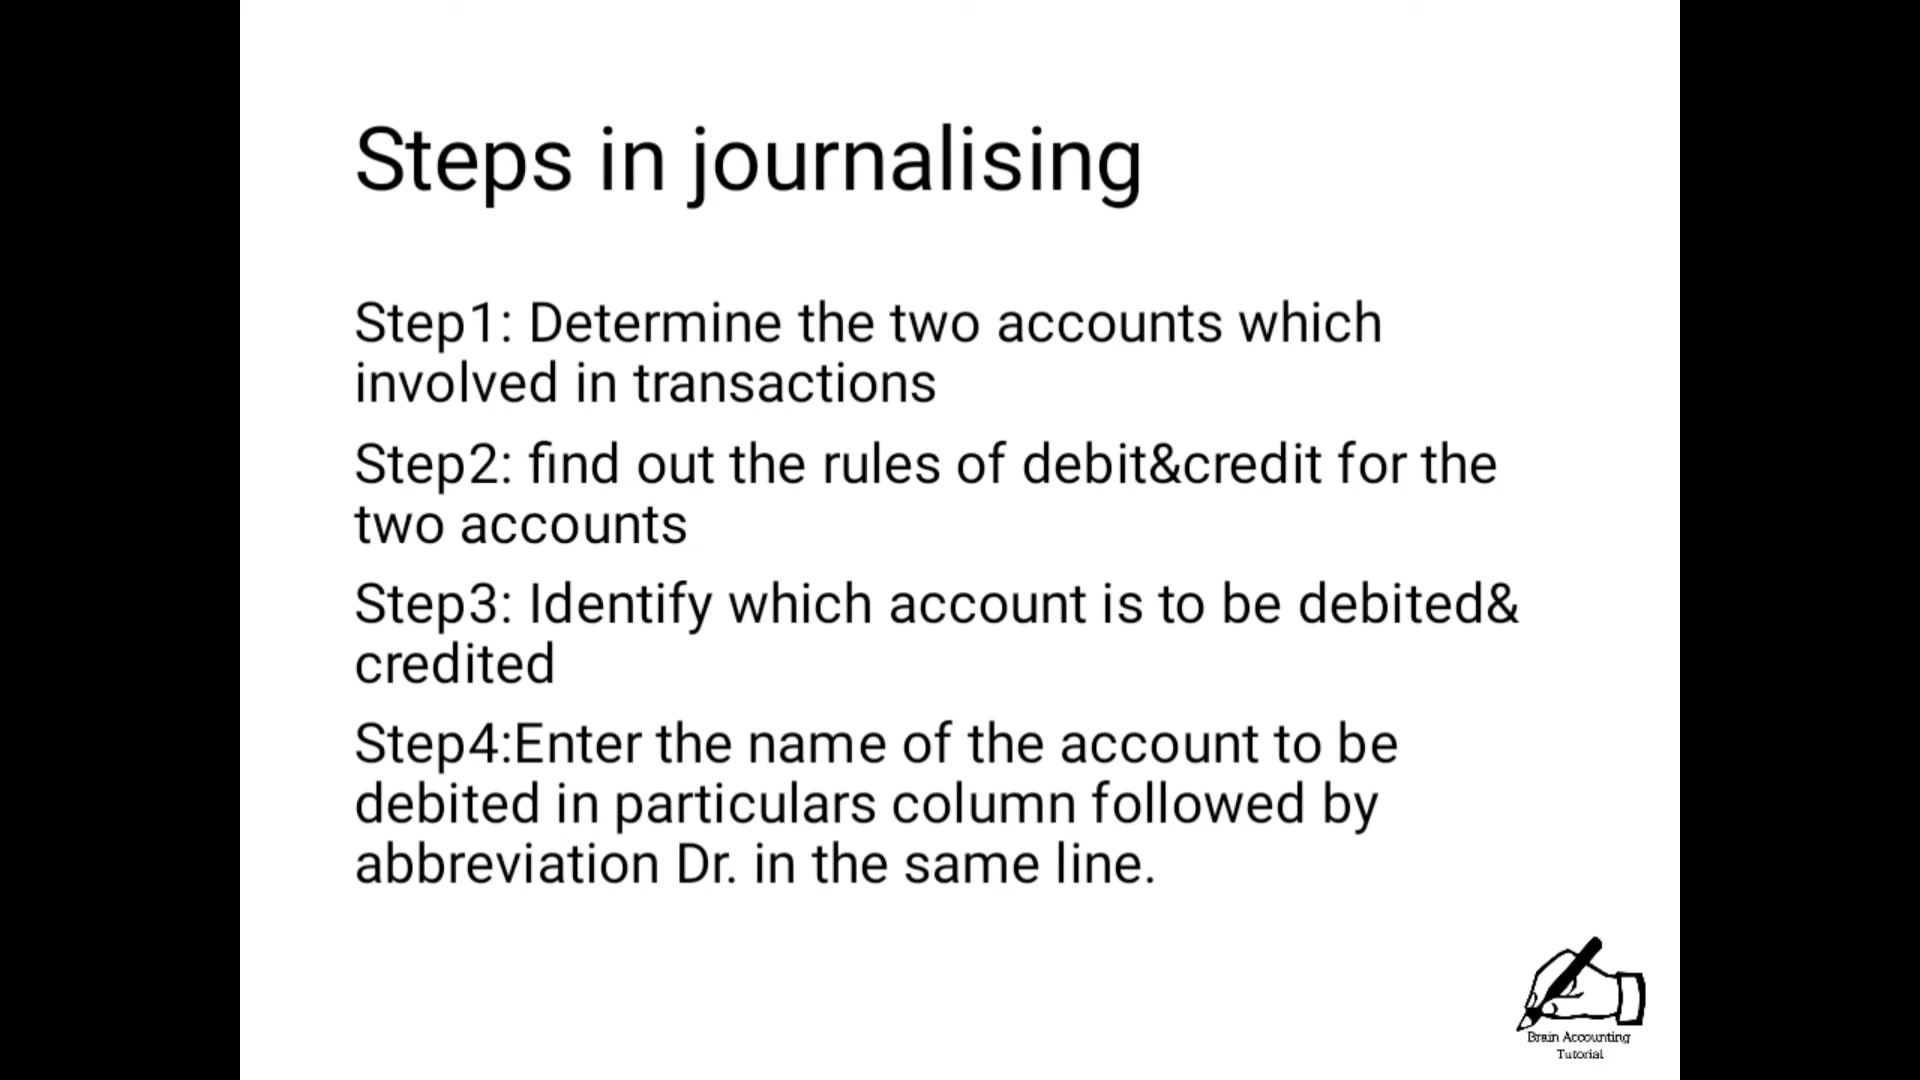 Steps in journalising
Step1: Determine the two accounts which
involved in transactions
Step2: find out the rules of debit&credit for the
two accounts
Step3: Identify which account is to be debited&
credited
Step4:Enter the name of the account to be
debited in particulars column followed by
abbreviation Dr. in the same line.
Brain Accounting
Tutorial